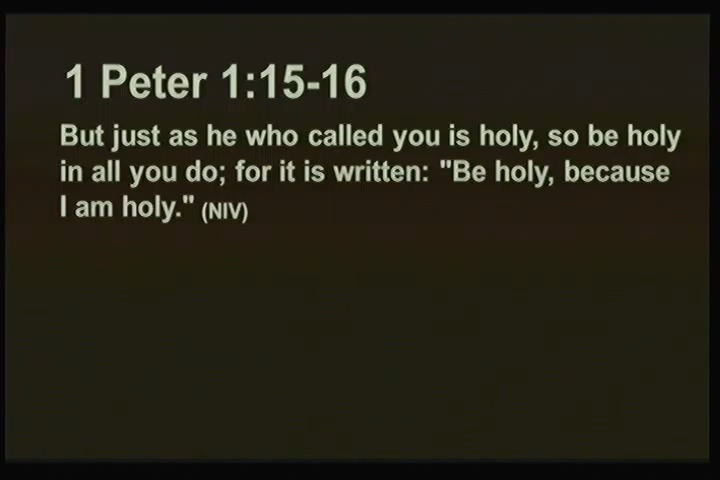 1 Peter 1:15-16
But just as he who called you is holy, so be holy
in all you do; for it is written: "Be holy, because
I am holy." (NIV)